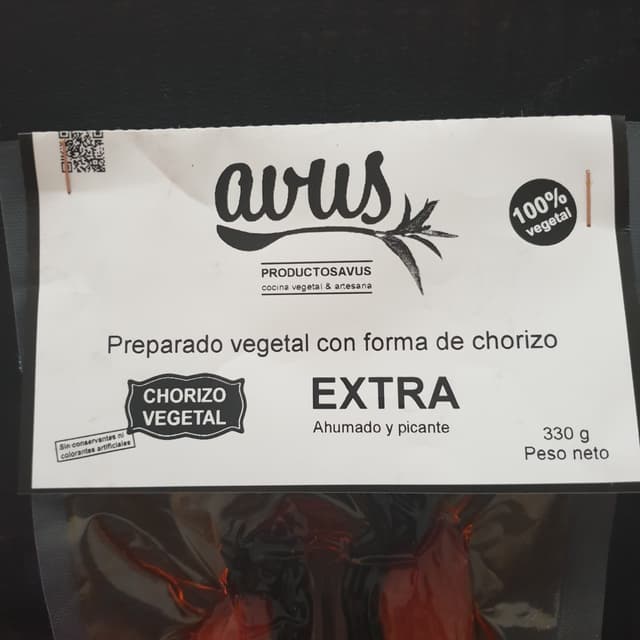 avus
100%
vegetal
PRODUCTOSAVUS
cocina vegetal & artesana
Preparado vegetal con forma de chorizo
CHORIZO
VEGETAL
EXTRA
Ahumado y picante
Sin conservantes ni
colorantes artificiales
330 g
Peso neto